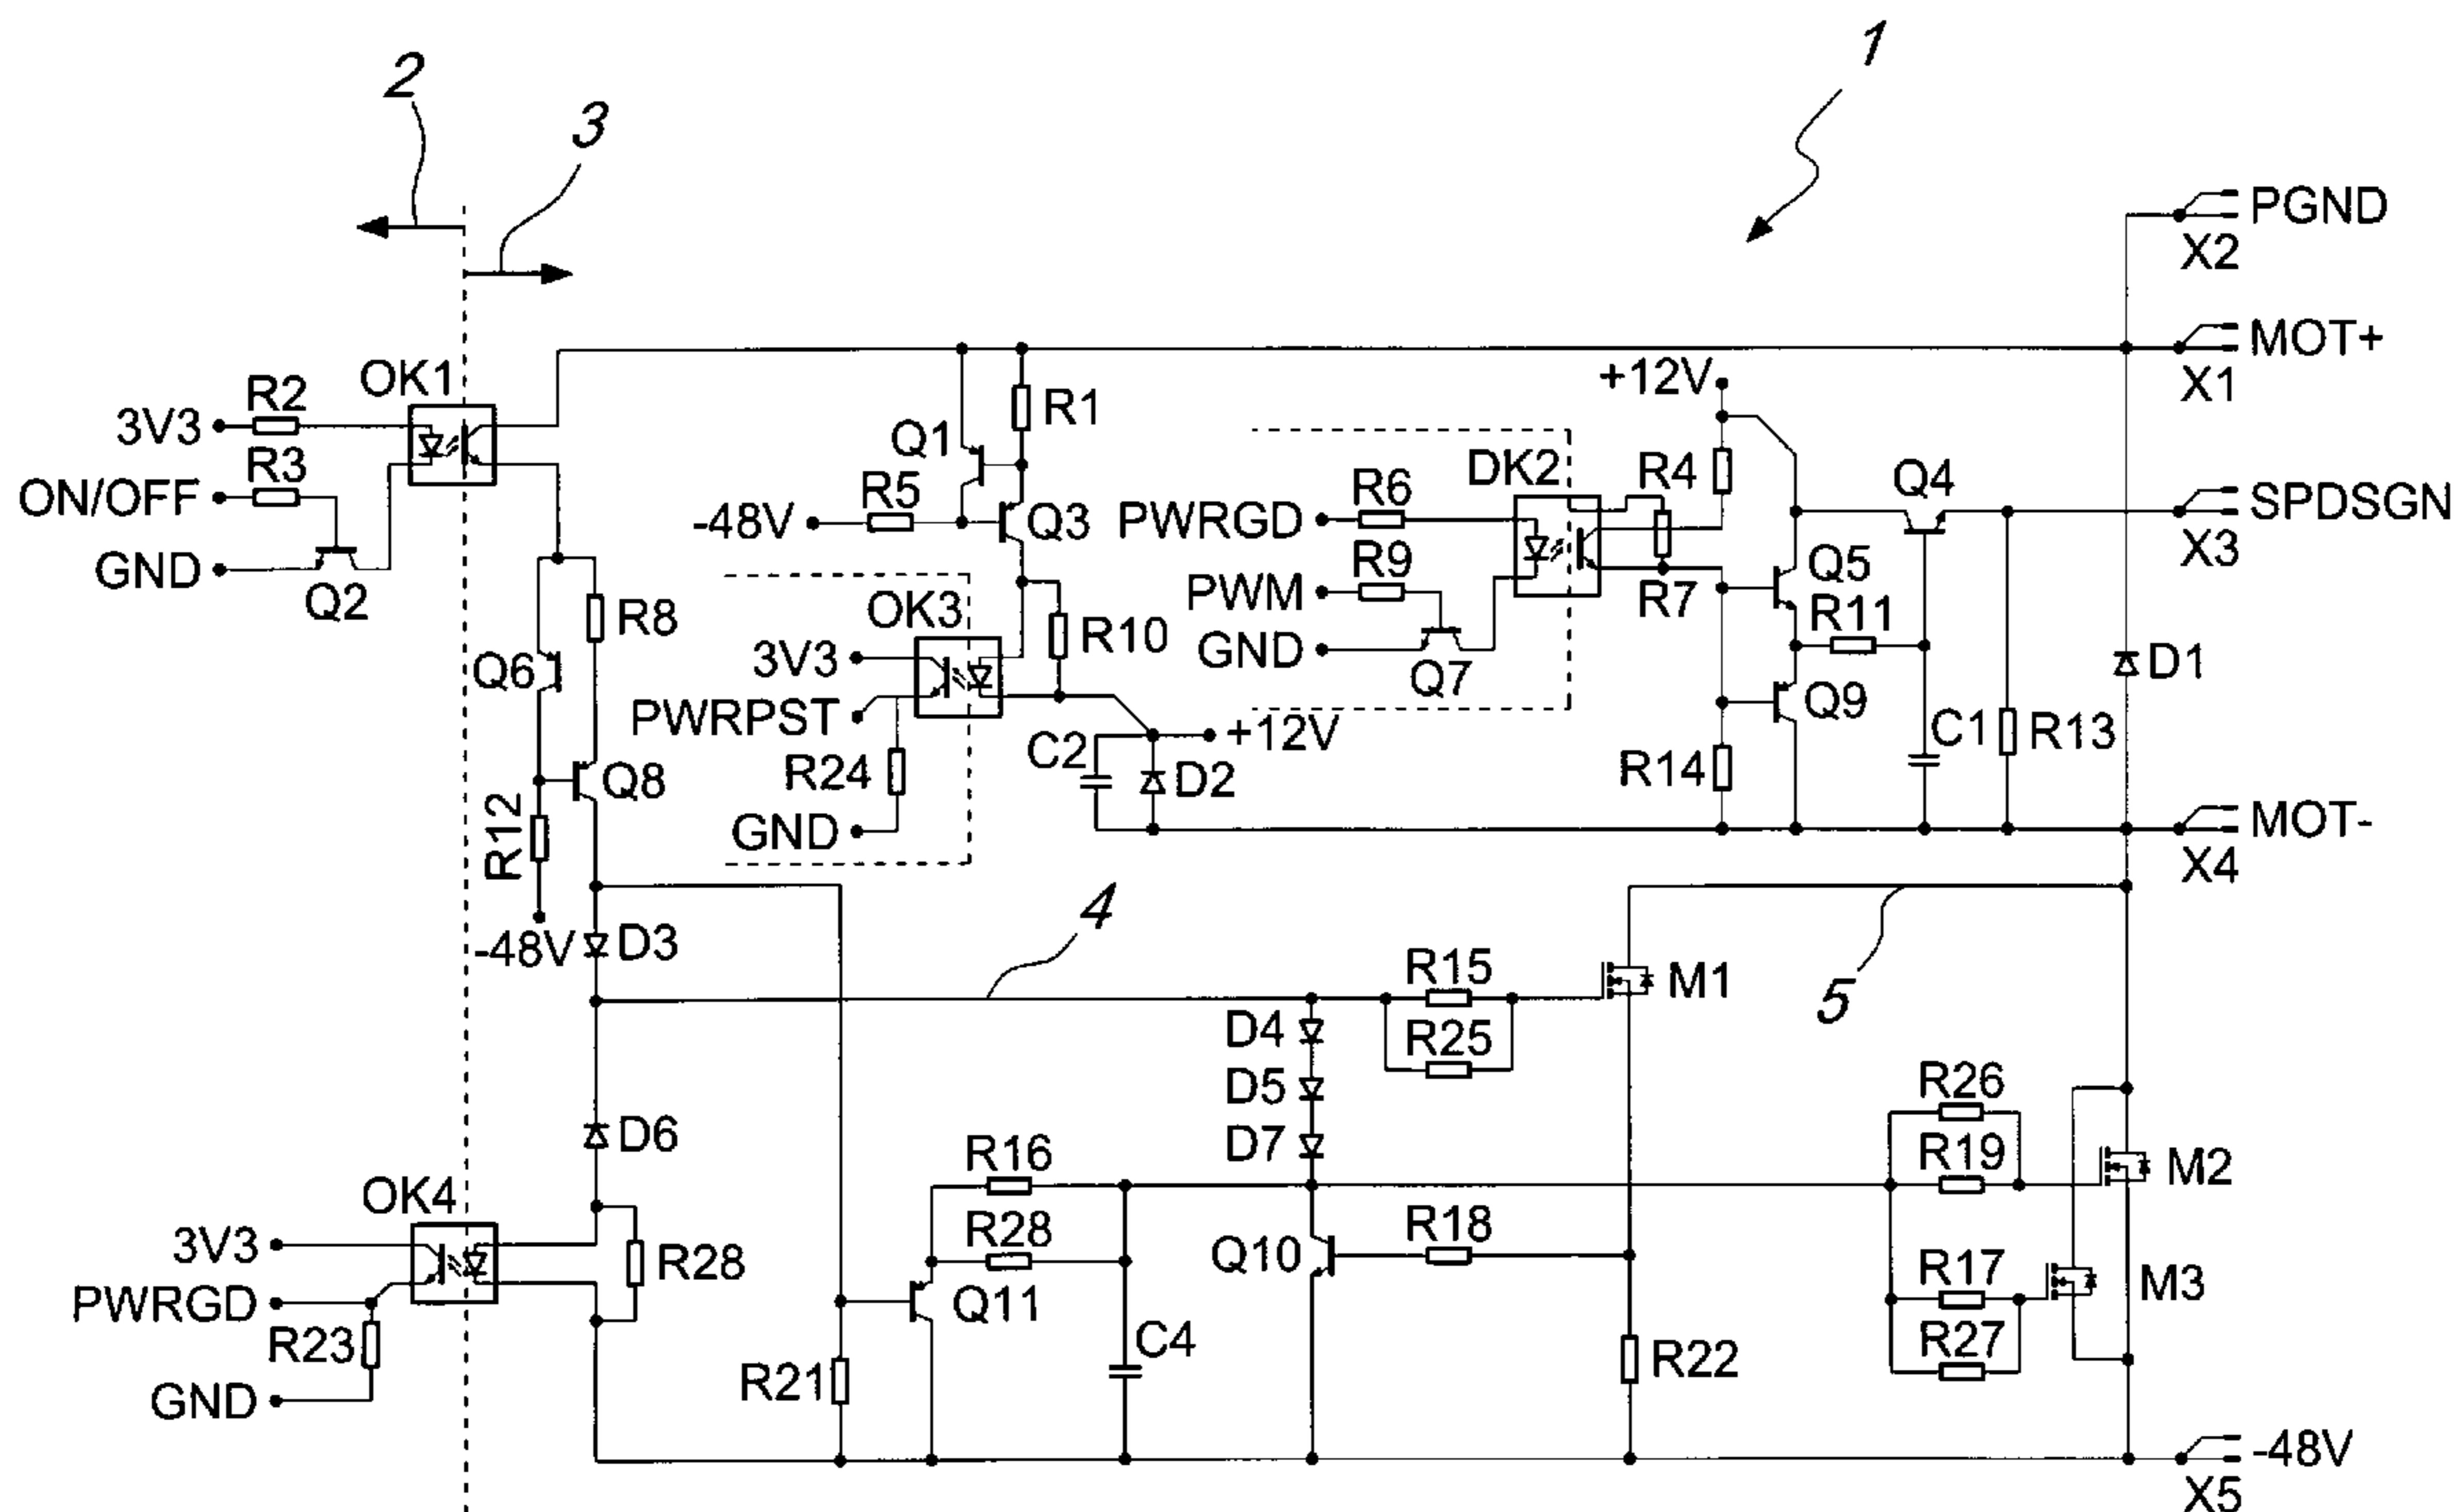 1
2
3
PGND
X2
MOT+
X1
OK1
R2
3V3
R3
ON/OFF
GND
Q2
R1
Q1
R5
-48V
Q3
+12V
DK2
R4
R6
PWRGD
R9
PWM
GND
Q7
R7
Q4
SPDSGN
X3
Q5
R11
D1
Q9
C1
R13
R14
MOT-
X4
R8
Q6
OK3
R10
3V3
PWRPST
R24
GND
C2
D2
+12V
Q8
R12
-48V
D3
4
5
R15
M1
R25
D4
D5
D7
R26
R19
M2
D6
R16
R28
Q10
R18
OK4
3V3
PWRGD
R23
GND
R28
Q11
R17
M3
R27
C4
R21
R22
-48V
X5